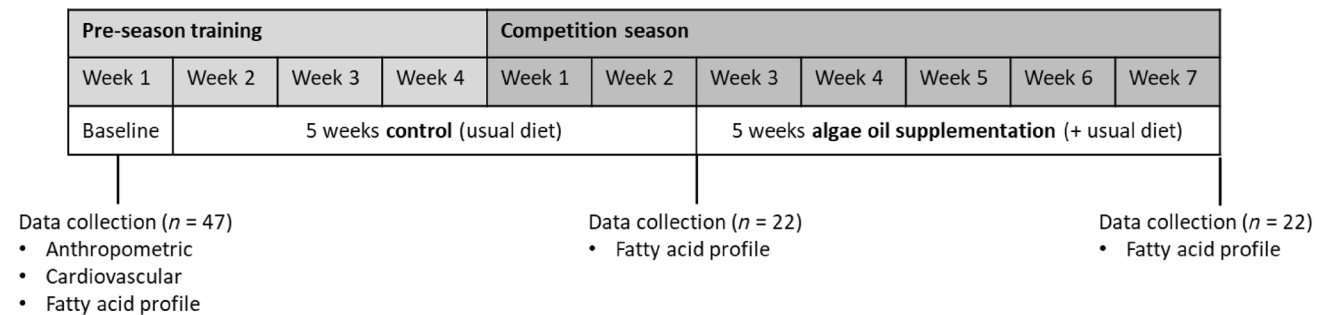 Pre-season training Competition season
Week 1 Week 2 Week 3 Week 4 Week 1 Week 2 Week 3 Week 4 Week 5 Week 6 Week 7
Baseline 5 weeks control (usual diet) 5 weeks algae oil supplementation (+ usual diet)
Data collection (n = 47)
• Anthropometric
• Cardiovascular
• Fatty acid profile
Data collection (n = 22)
• Fatty acid profile
Data collection (n = 22)
• Fatty acid profile